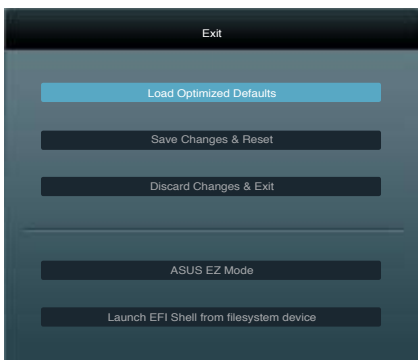 Exit
Load Optimized Defaults
Save Changes & Reset
Discard Changes & Exit
ASUS EZ Mode
Launch EFI Shell from filesystem device